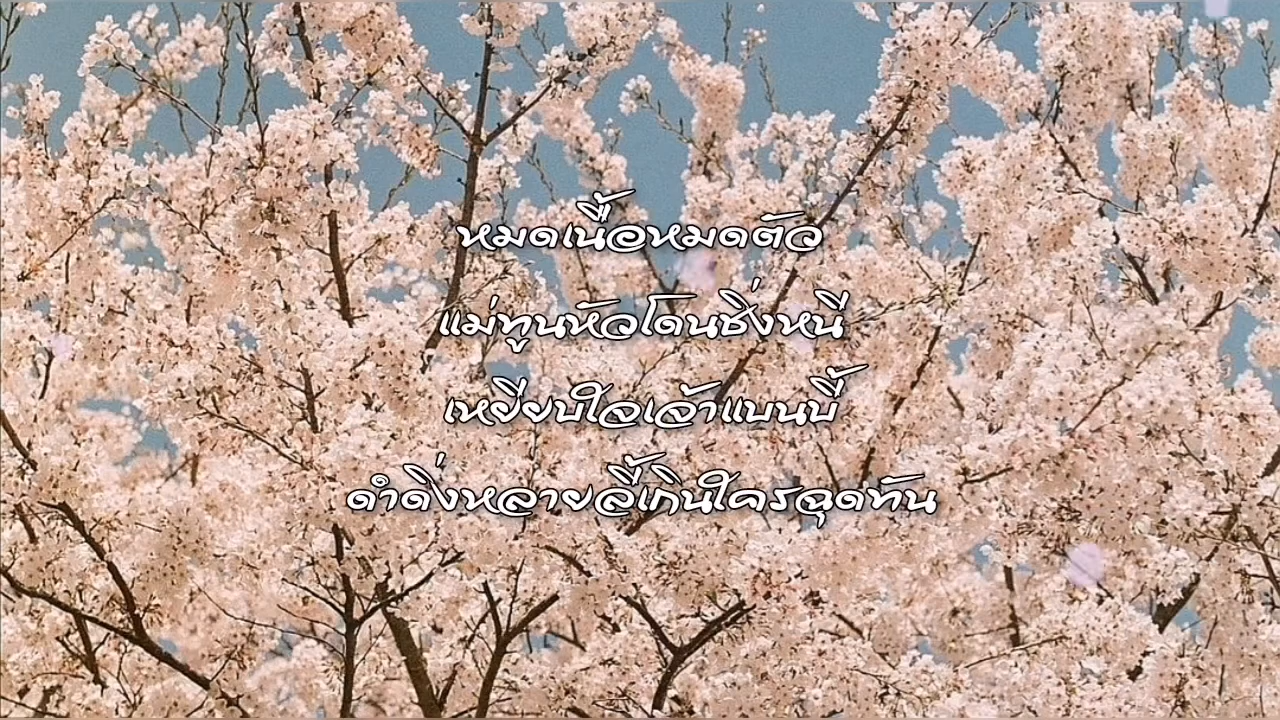 หมดเนื้อหมดตัว
แม่ทูนหัวโดนชิ่งหนี
เหยียบใจเจ้าแบนบี้
ดำดิ่งหลายลี้เกินใครฉุดทัน